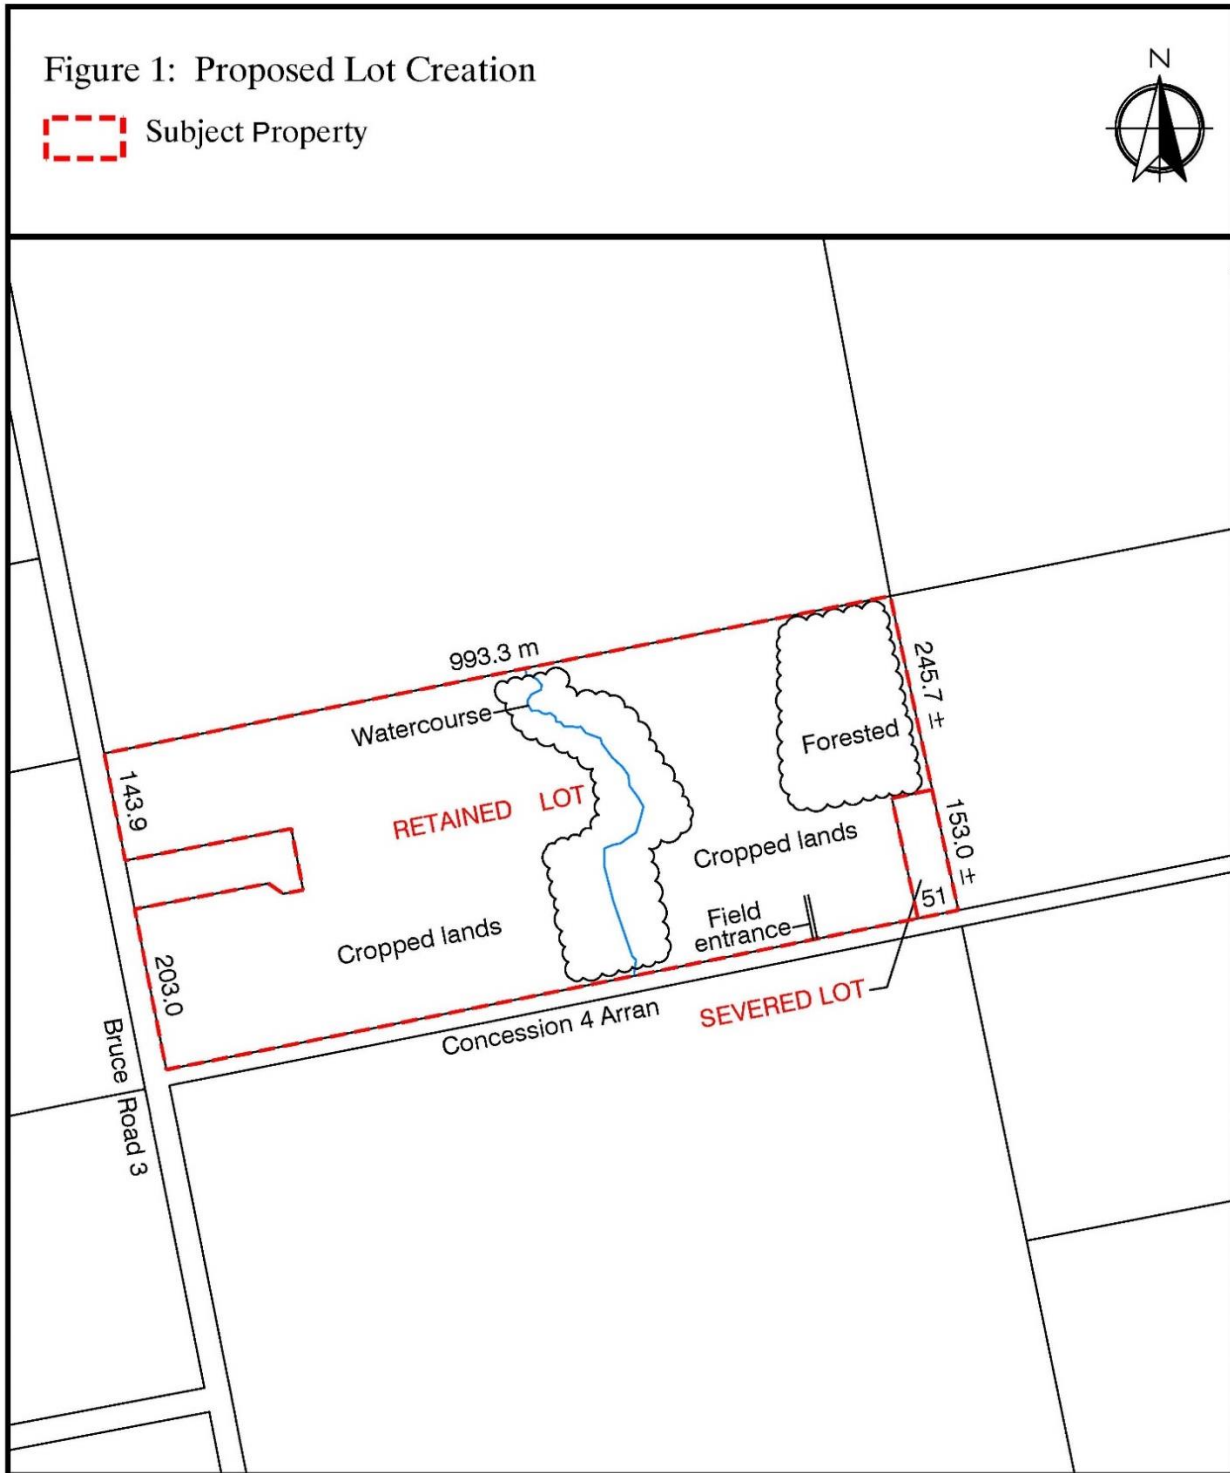 Figure 1: Proposed Lot Creation
N
Subject Property
993.3 m
Watercourse
245.7 ±
Forested
143.9
RETAINED LOT
153.0 ±
Cropped lands
51
Field
entrance
Cropped lands
203.0
SEVERED LOT
Concession 4 Arran
Bruce Road 3